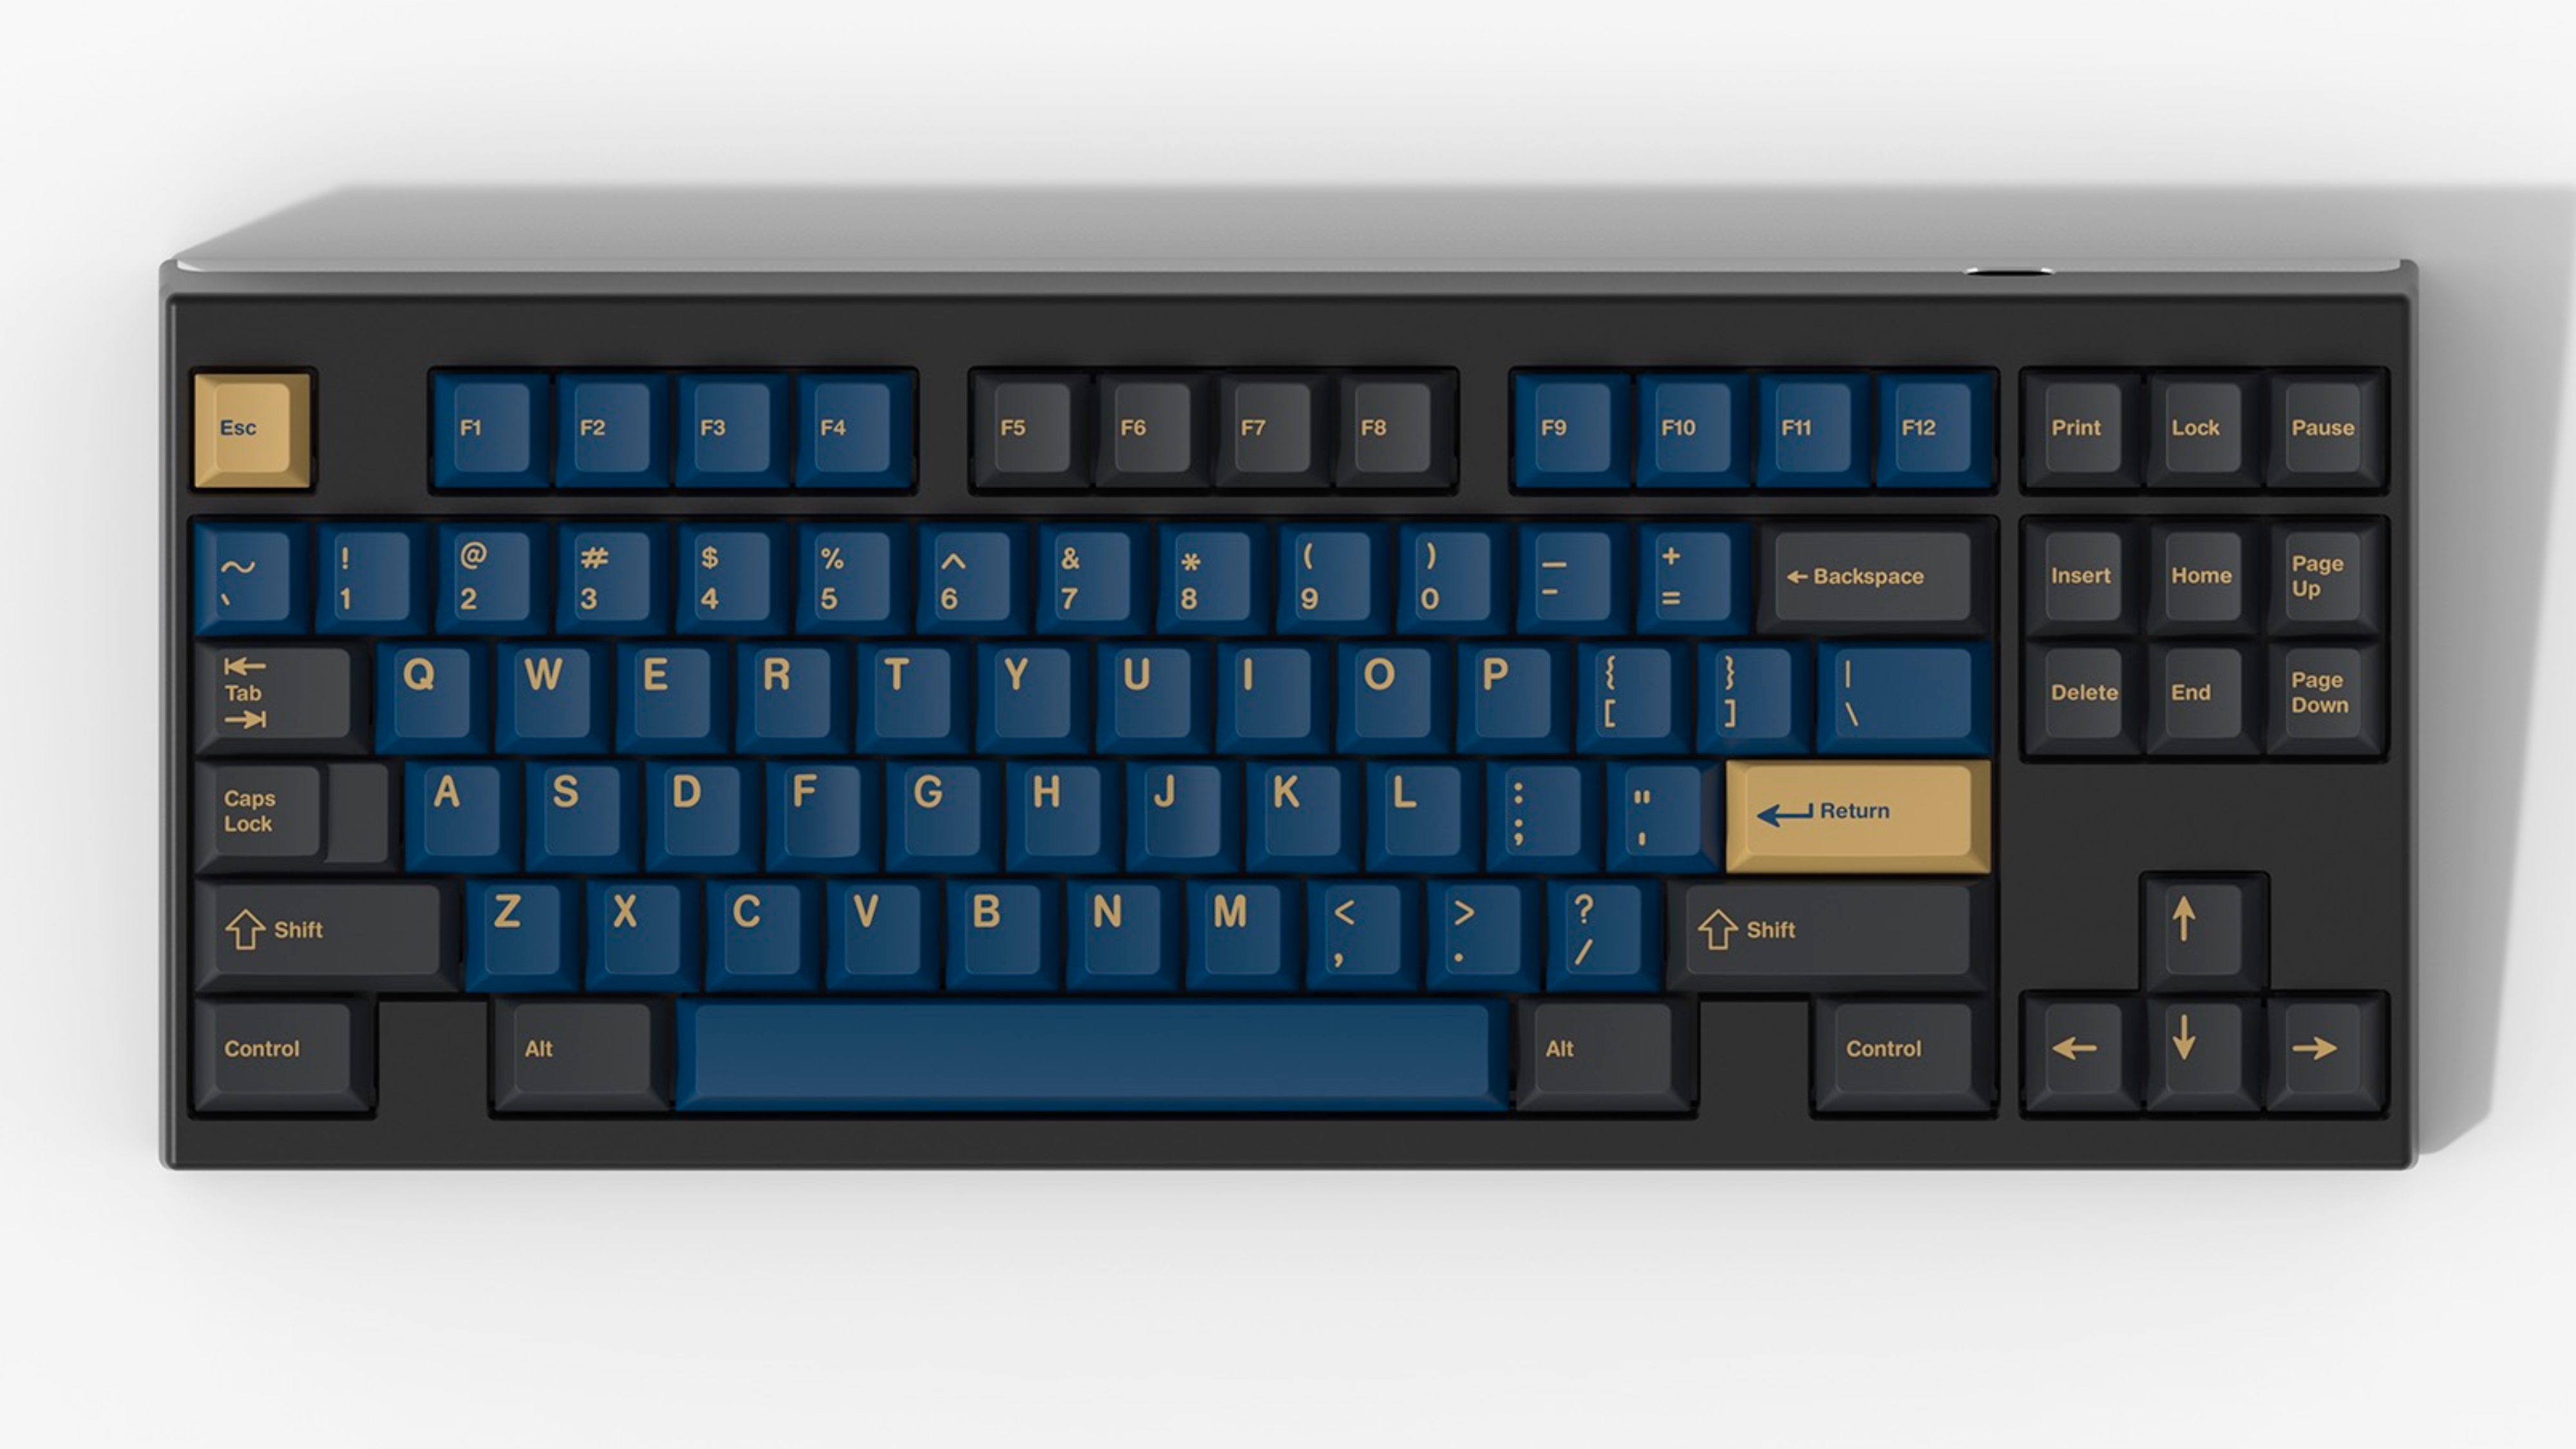 Esc F1 F2 F3 F4 F5 F6 F7 F8 F9 F10 F11 F12 Print Lock Pause
~ ! @ # $ % ^ & * ( ) _ +
` 1 2 3 4 5 6 7 8 9 0 - = ← Backspace Insert Home Page Up
Tab Q W E R T Y U I O P { } |
[ ] \ Delete End Page Down
Caps Lock A S D F G H J K L : "
; ' Return
Shift Z X C V B N M < > ? Shift ↑
, . /
Control Alt Alt Control ← ↓ →